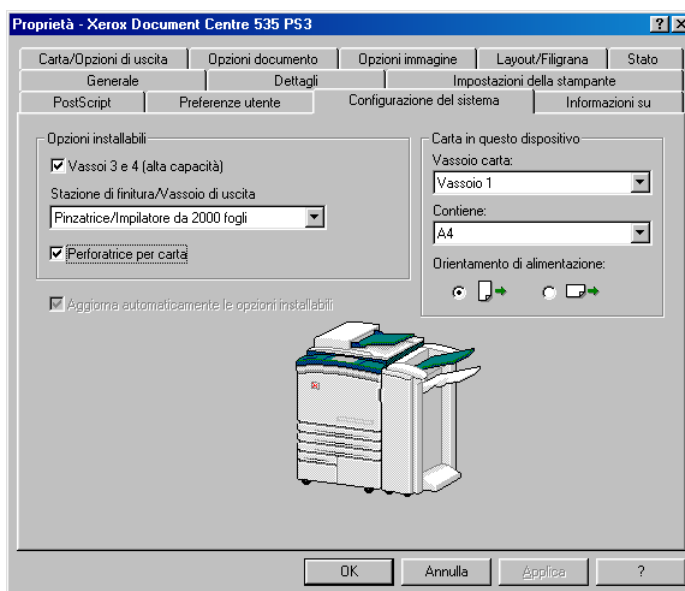 Proprietà - Xerox Document Centre 535 PS3
Carta/Opzioni di uscita Opzioni documento Opzioni immagine Layout/Filigrana Stato
Generale Dettagli Impostazioni della stampante
PostScript Preferenze utente Configurazione del sistema Informazioni su
Opzioni installabili
Vassoi 3 e 4 (alta capacità)
Stazione di finitura/Vassoio di uscita
Pinzatrice/Impilatore da 2000 fogli
Perforatrice per carta
Aggiorna automaticamente le opzioni installabili
Carta in questo dispositivo
Vassoio carta:
Vassoio 1
Contiene:
A4
Orientamento di alimentazione:
OK Annulla Applica ?